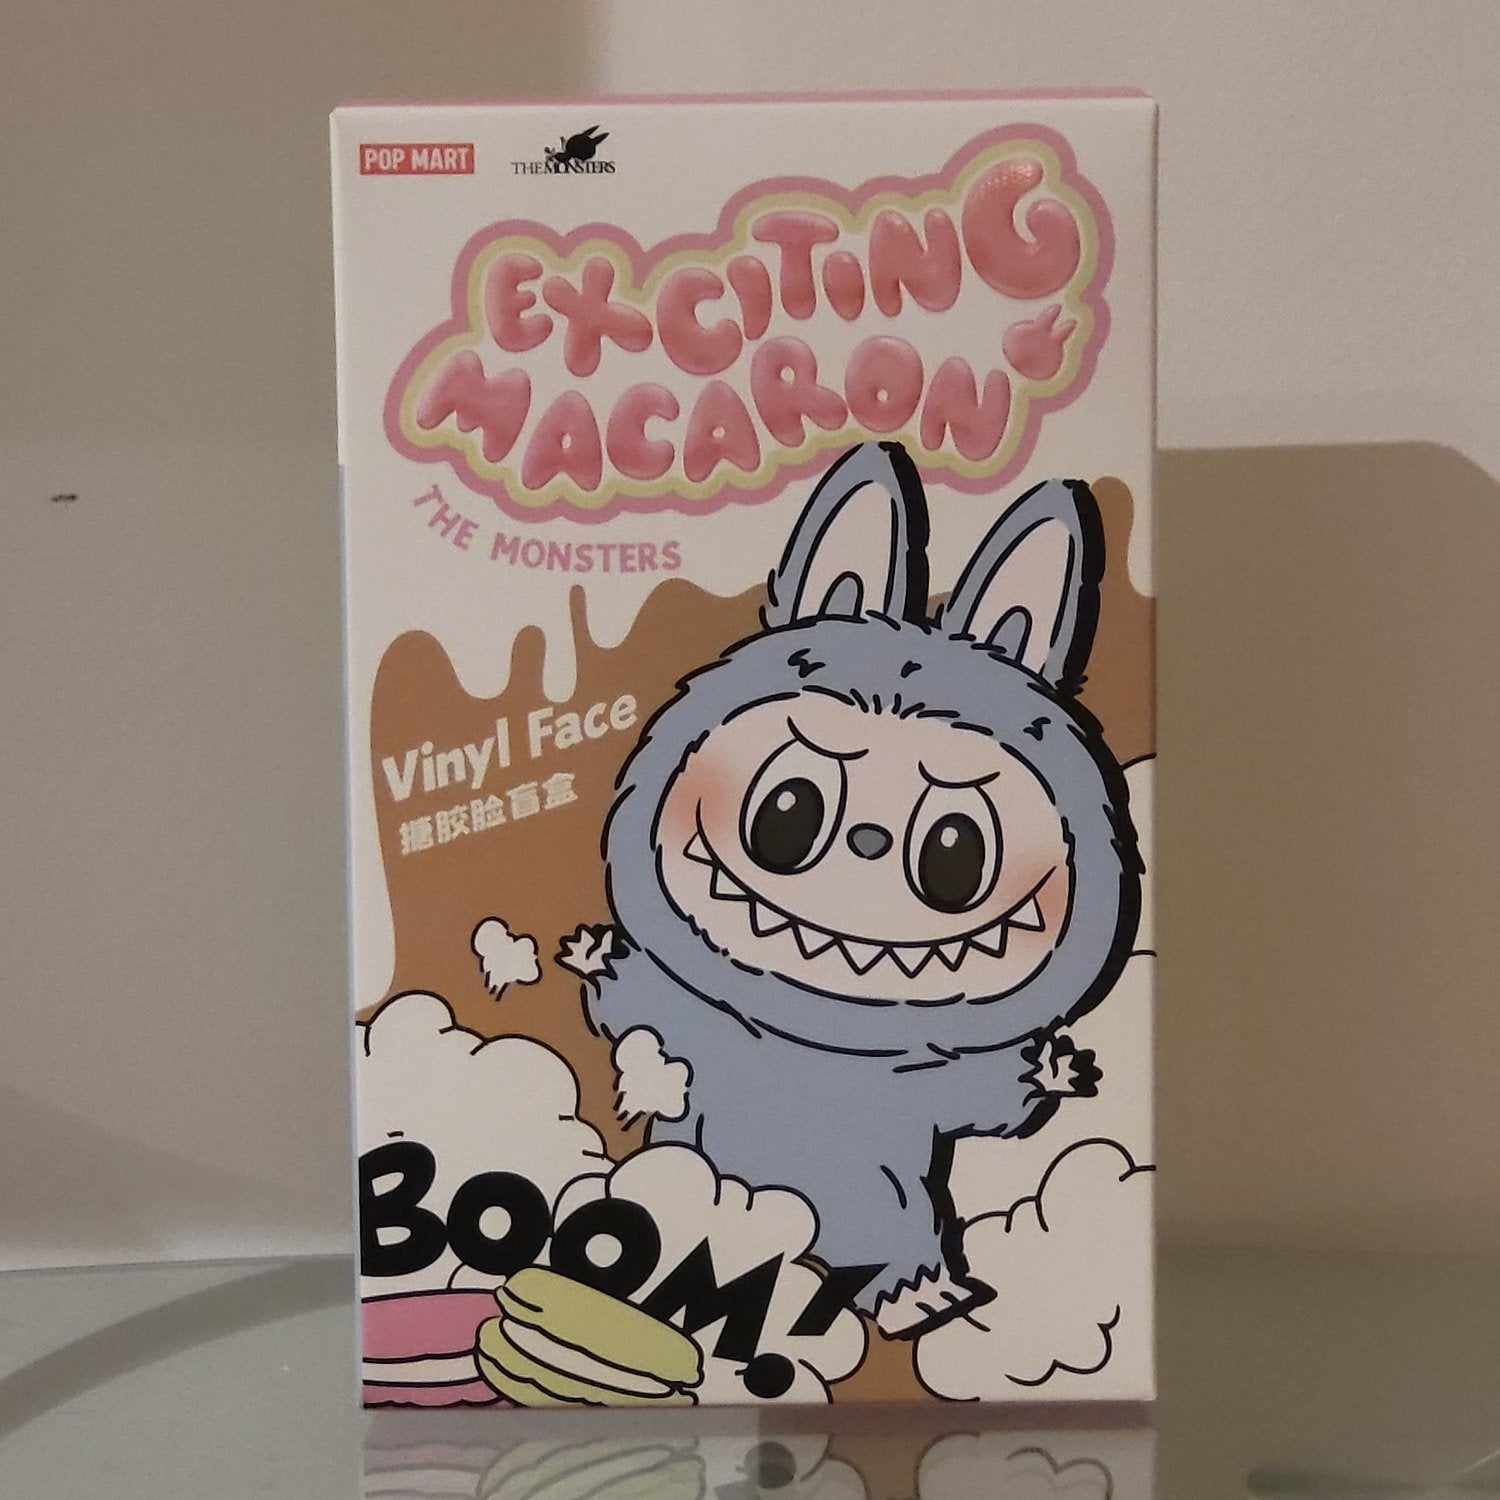 POP MART
THE MONSTERS
EXCITING
MACARON
THE MONSTERS
Vinyl Face
搪胶脸盲盒
BOOM!